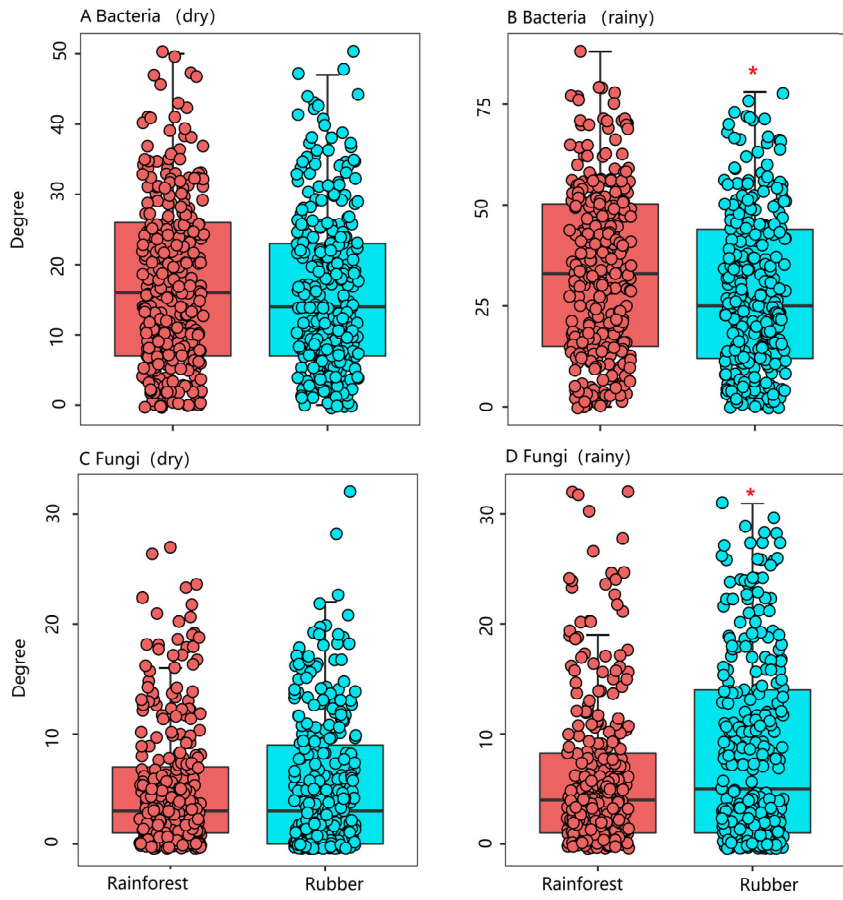 A Bacteria (dry)
B Bacteria (rainy)
Degree
50
40
30
20
10
0
*
75
50
25
0
C Fungi (dry)
D Fungi (rainy)
Degree
30
20
10
0
*
30
20
10
0
Rainforest Rubber
Rainforest Rubber